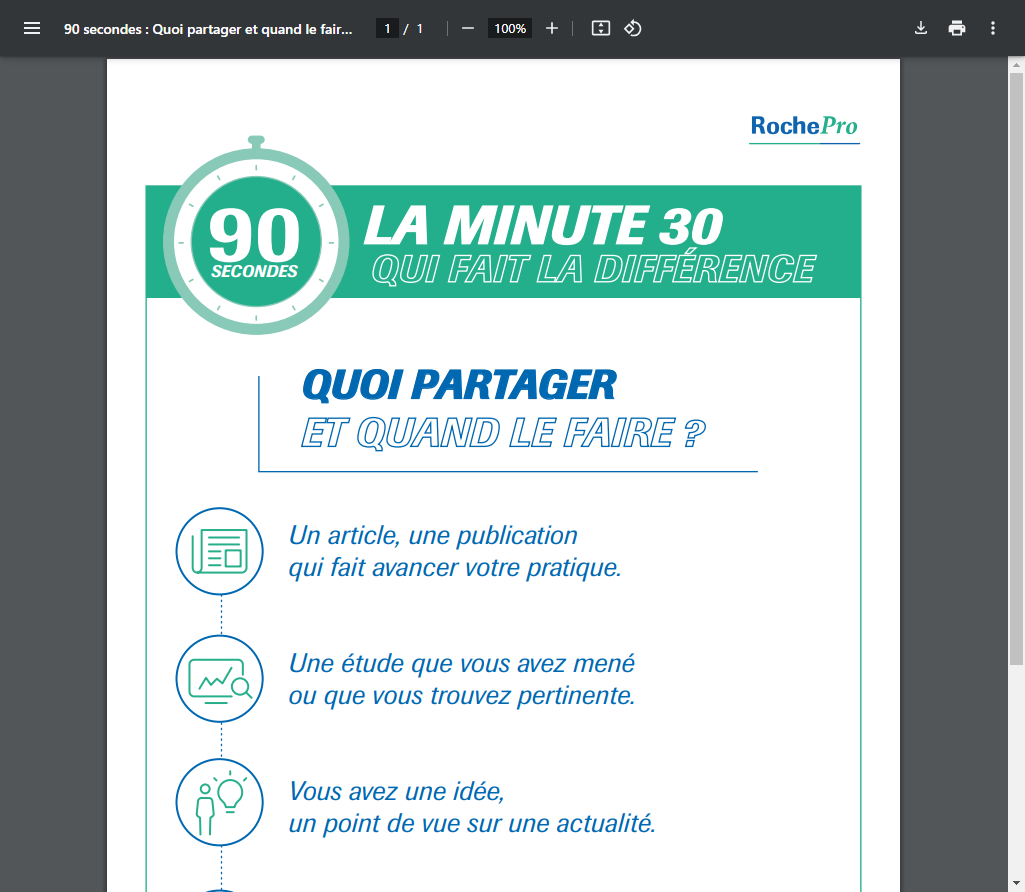 90 secondes : Quoi partager et quand le fair...
1 / 1
100%
RochePro
90
SECONDES
LA MINUTE 30
QUI FAIT LA DIFFÉRENCE
QUOI PARTAGER
ET QUAND LE FAIRE ?
Un article, une publication
qui fait avancer votre pratique.
Une étude que vous avez mené
ou que vous trouvez pertinente.
Vous avez une idée,
un point de vue sur une actualité.